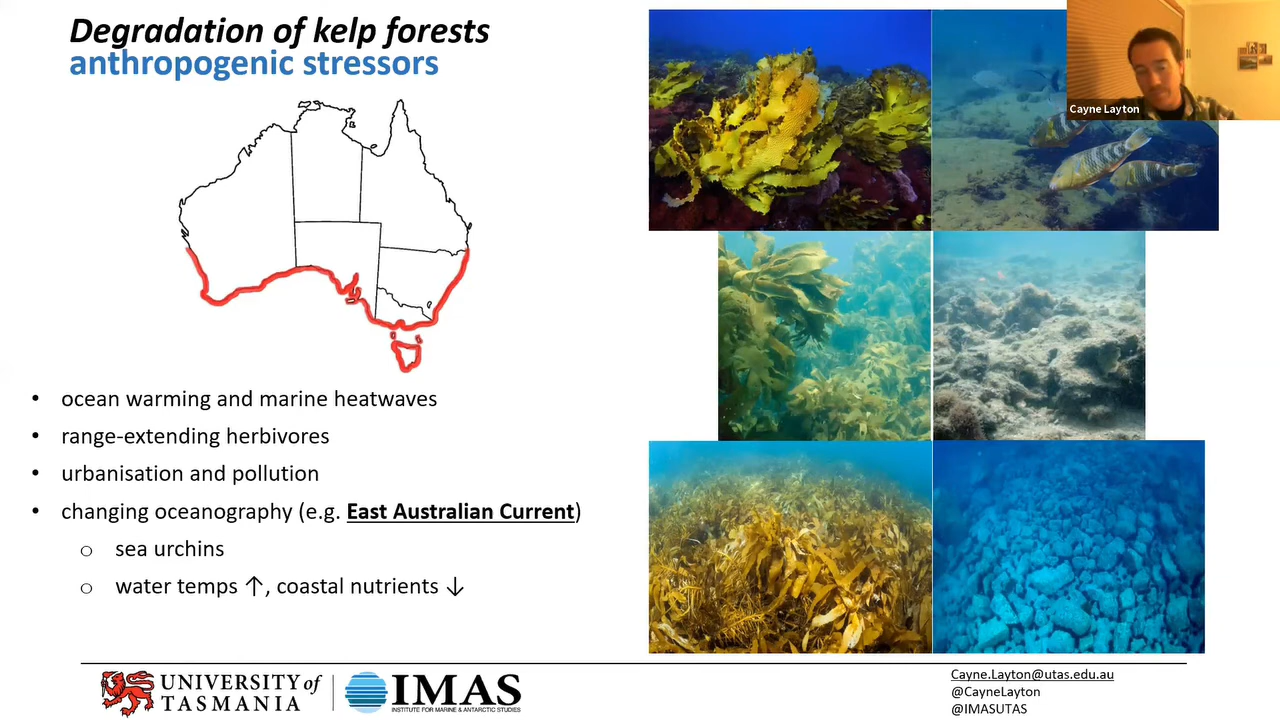 Degradation of kelp forests
anthropogenic stressors
Cayne Layton
• ocean warming and marine heatwaves
• range-extending herbivores
• urbanisation and pollution
• changing oceanography (e.g. East Australian Current)
o sea urchins
o water temps ↑, coastal nutrients ↓
UNIVERSITY of
TASMANIA
IMAS
INSTITUTE FOR MARINE & ANTARCTIC STUDIES
Cayne.Layton@utas.edu.au
@CayneLayton
@IMASUTAS